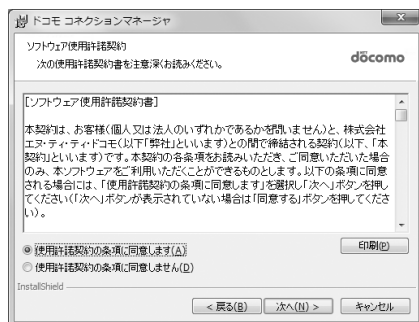 ドコモ コネクションマネージャ
ソフトウェア使用許諾契約
次の使用許諾契約書を注意深くお読みください。
döcomo
[ソフトウェア使用許諾契約書]
本契約は、お客様(個人又は法人のいずれかであるかを問いません)と、株式会社
エヌ・ティ・ティ・ドコモ(以下「弊社」といいます)との間で締結される契約(以下、「本
契約」といいます)です。本契約の各条項をお読みいただき、ご同意いただいた場合
のみ、本ソフトウェアをご利用いただくことができるものとします。以下の条項に同意
される場合には、「使用許諾契約の条項に同意します」を選択し「次へ」ボタンを押し
てください(「次へ」ボタンが表示されていない場合は「同意する」ボタンを押してくださ
い)。
使用許諾契約の条項に同意します(A)
印刷(P)
使用許諾契約の条項に同意しません(D)
InstallShield
< 戻る(B)
次へ(N) >
キャンセル